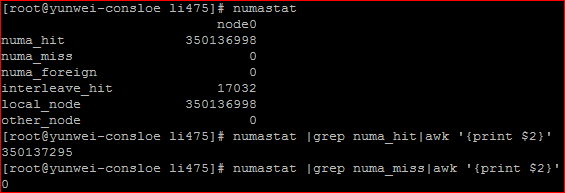 [root@yunwei-consloe li475]# numastat
node0
numa_hit 350136998
numa_miss 0
numa_foreign 0
interleave_hit 17032
local_node 350136998
other_node 0
[root@yunwei-consloe li475]# numastat |grep numa_hit|awk '{print $2}'
350137295
[root@yunwei-consloe li475]# numastat |grep numa_miss|awk '{print $2}'
0